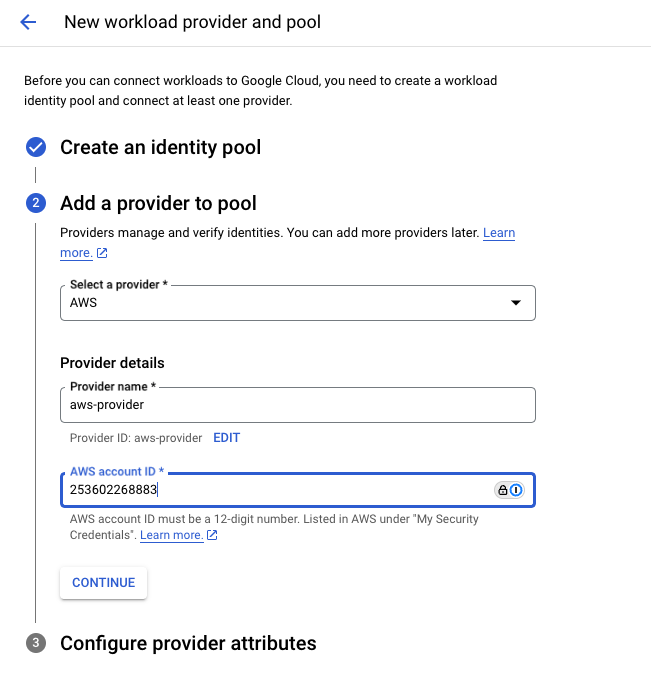 New workload provider and pool
Before you can connect workloads to Google Cloud, you need to create a workload
identity pool and connect at least one provider.
Create an identity pool
2 Add a provider to pool
Providers manage and verify identities. You can add more providers later. Learn
more.
Select a provider *
AWS
Provider details
Provider name *
aws-provider
Provider ID: aws-provider EDIT
AWS account ID *
253602268883
AWS account ID must be a 12-digit number. Listed in AWS under "My Security
Credentials". Learn more.
CONTINUE
3 Configure provider attributes